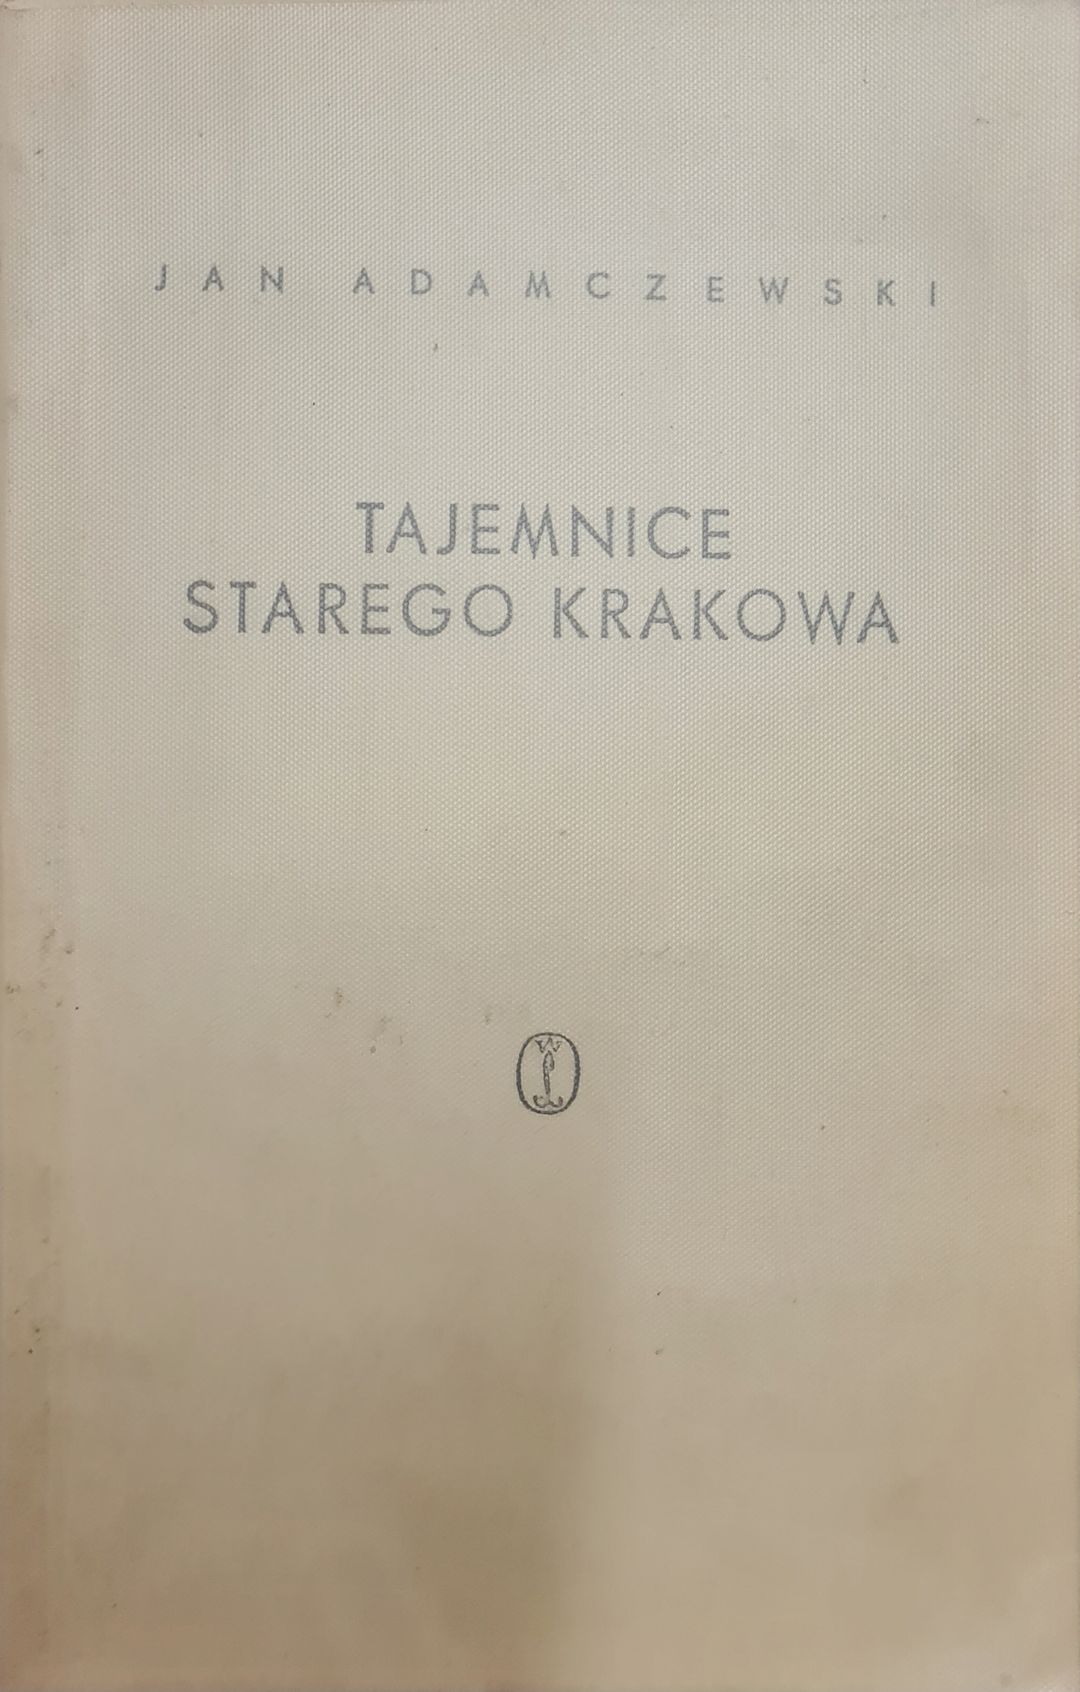 JAN ADAMCZEWSKI
TAJEMNICE
STAREGO KRAKOWA
W
L